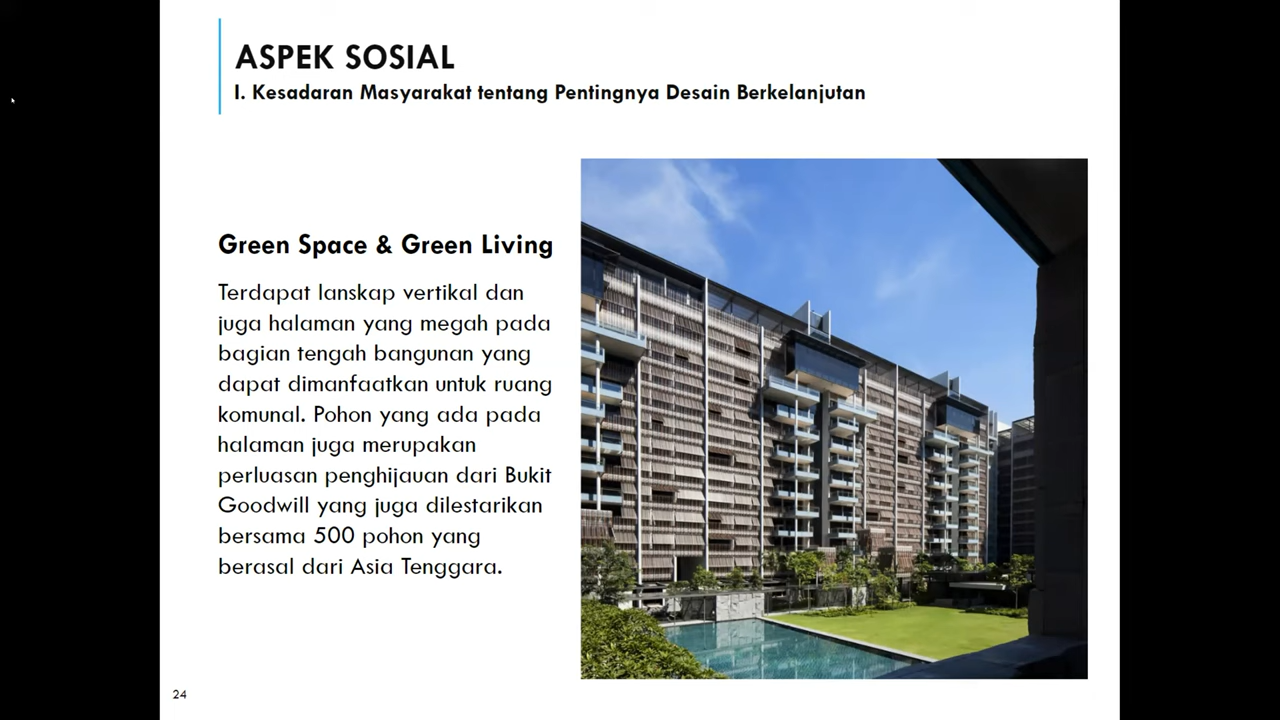 ASPEK SOSIAL
I. Kesadaran Masyarakat tentang Pentingnya Desain Berkelanjutan
Green Space & Green Living
Terdapat lanskap vertikal dan
juga halaman yang megah pada
bagian tengah bangunan yang
dapat dimanfaatkan untuk ruang
komunal. Pohon yang ada pada
halaman juga merupakan
perluasan penghijauan dari Bukit
Goodwill yang juga dilestarikan
bersama 500 pohon yang
berasal dari Asia Tenggara.
24